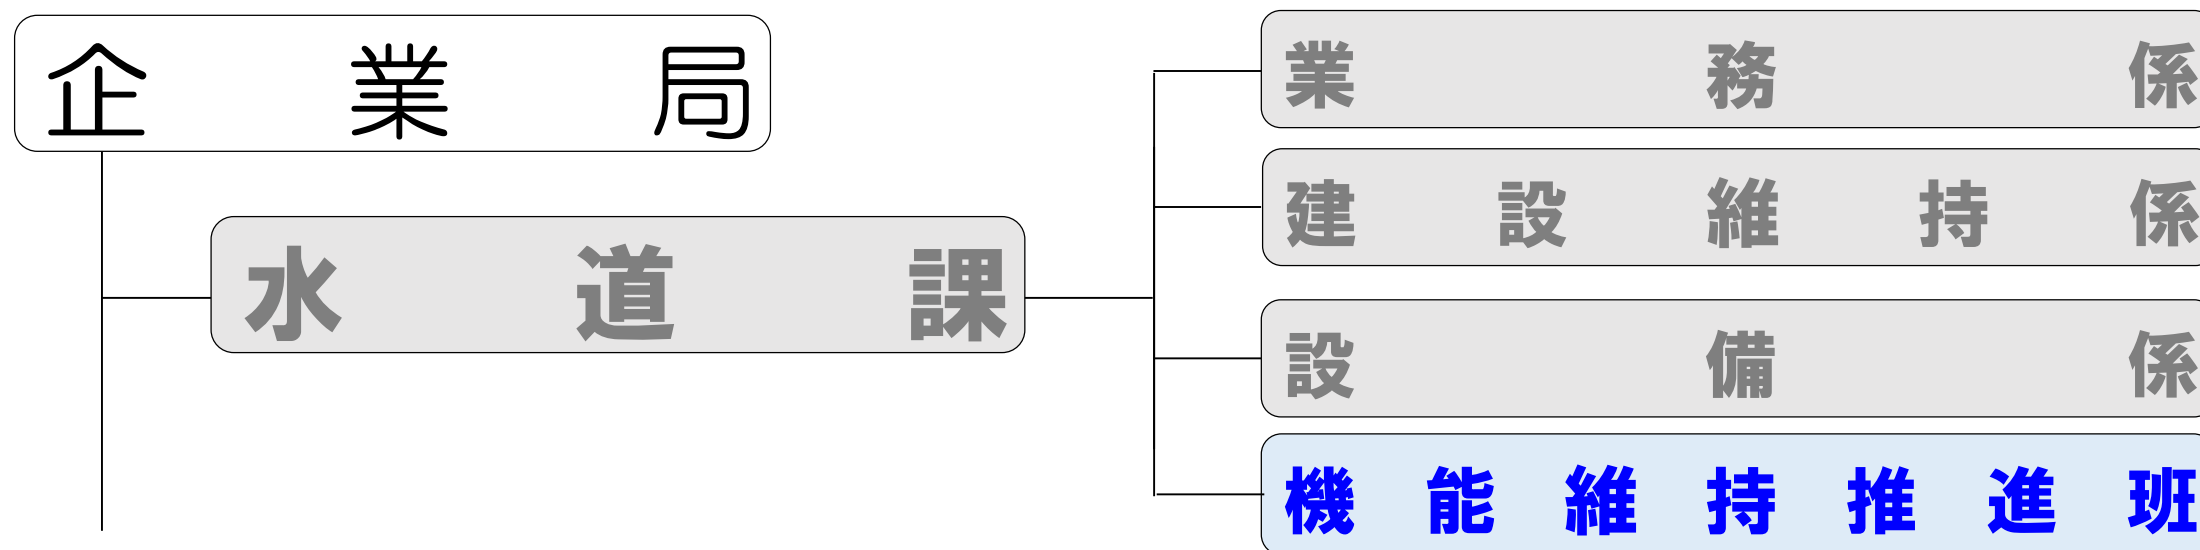 企業局
水道課
業務係
建設維持係
設備係
機能維持推進班